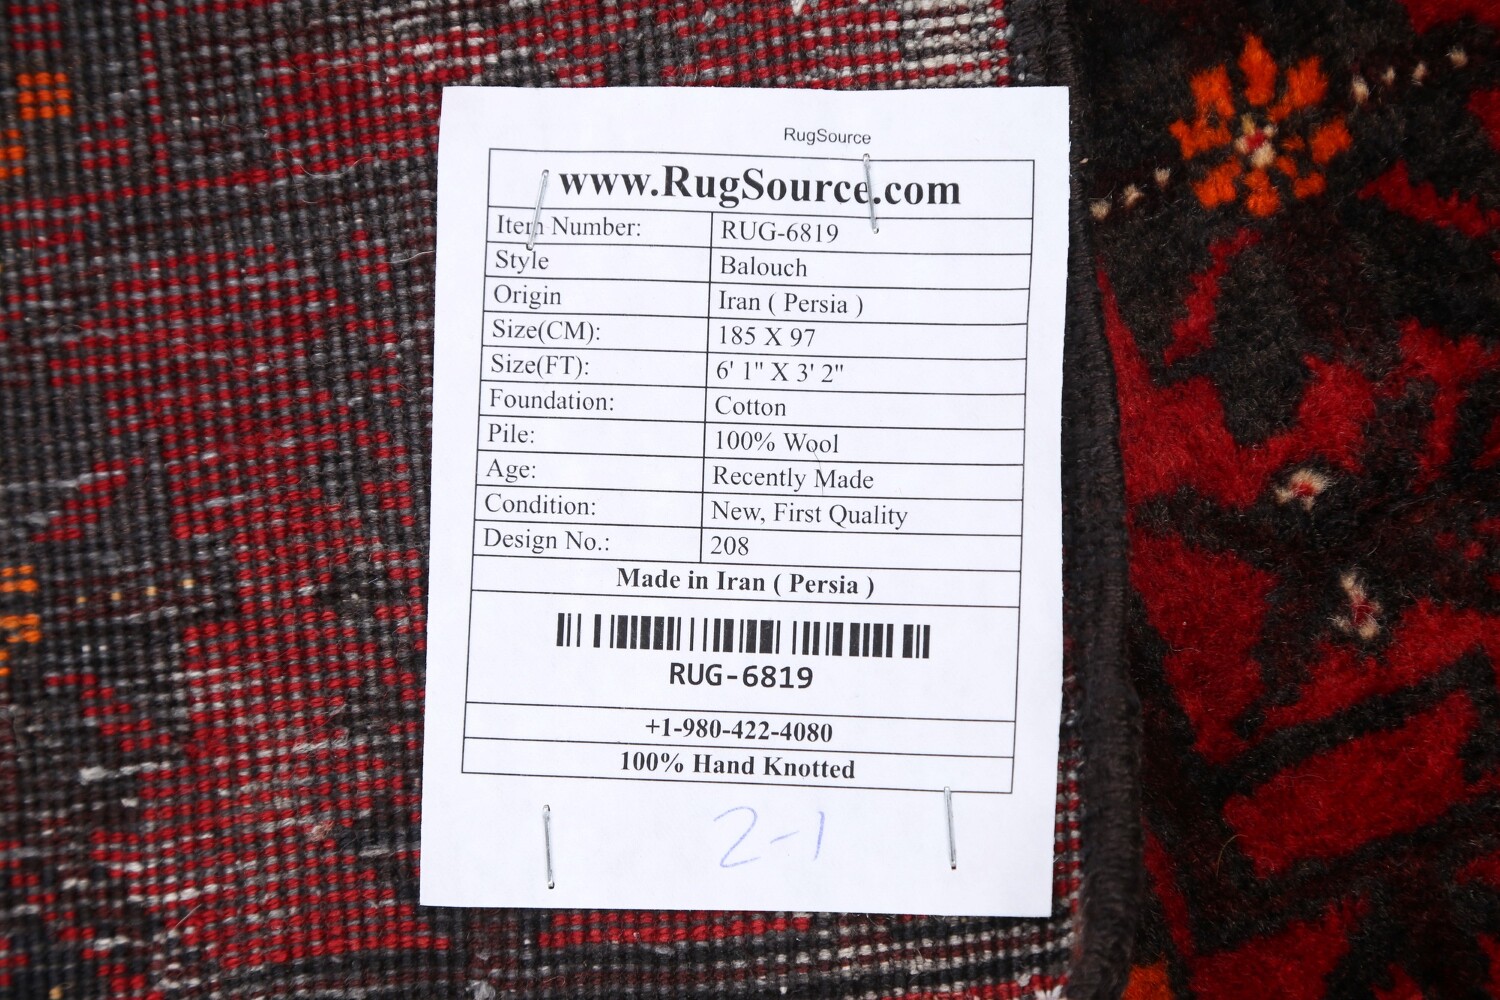 RugSource
www.RugSource.com
Item Number: RUG-6819
Style Balouch
Origin Iran ( Persia )
Size(CM): 185 X 97
Size(FT): 6' 1" X 3' 2"
Foundation: Cotton
Pile: 100% Wool
Age: Recently Made
Condition: New, First Quality
Design No.: 208
Made in Iran ( Persia )
RUG-6819
+1-980-422-4080
100% Hand Knotted
2-1